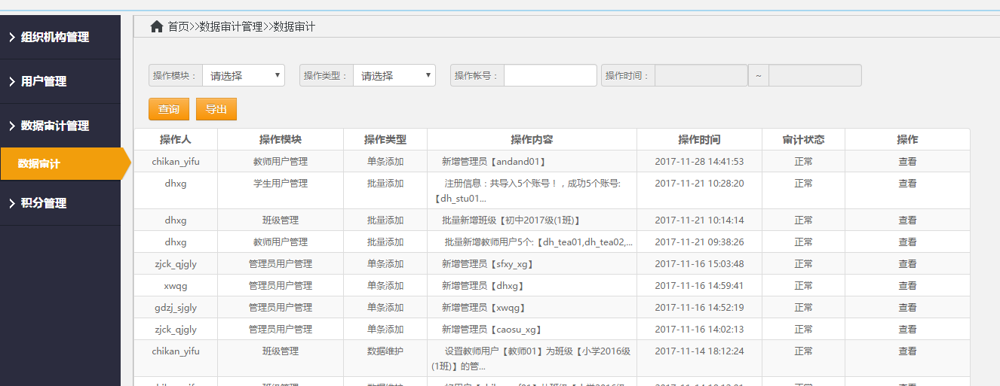 首页>>数据审计管理>>数据审计
组织机构管理
用户管理
数据审计管理
数据审计
积分管理
操作模块： 请选择 操作类型： 请选择 操作帐号： 操作时间： ~
查询 导出
操作人 操作模块 操作类型 操作内容 操作时间 审计状态 操作
chikan_yifu 教师用户管理 单条添加 新增管理员【andand01】 2017-11-28 14:41:53 正常 查看
dhxg 学生用户管理 批量添加 注册信息：共导入5个账号！，成功5个账号:
【dh_stu01... 2017-11-21 10:28:20 正常 查看
dhxg 班级管理 批量添加 批量新增班级【初中2017级(1班)】 2017-11-21 10:14:14 正常 查看
dhxg 教师用户管理 批量添加 批量新增教师用户5个:【dh_tea01,dh_tea02,... 2017-11-21 09:38:26 正常 查看
zjck_qjgly 管理员用户管理 单条添加 新增管理员【sfxy_xg】 2017-11-16 15:03:48 正常 查看
xwqg 管理员用户管理 单条添加 新增管理员【dhxg】 2017-11-16 14:59:41 正常 查看
gdzj_sjgly 管理员用户管理 单条添加 新增管理员【xwqg】 2017-11-16 14:52:19 正常 查看
zjck_qjgly 管理员用户管理 单条添加 新增管理员【caosu_xg】 2017-11-16 14:02:13 正常 查看
chikan_yifu 班级管理 数据维护 设置教师用户【教师01】为班级【小学2016级
(1班)】的管... 2017-11-14 18:12:24 正常 查看